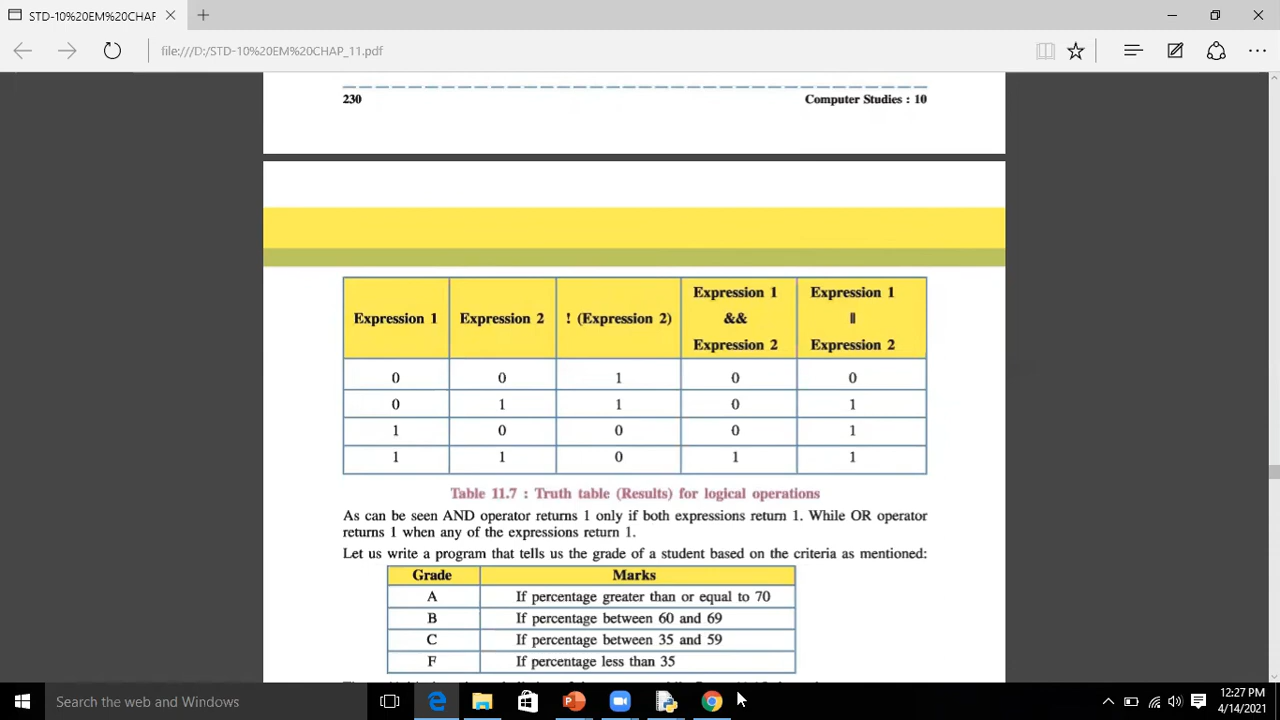 STD-10%20EM%20CHAP
file:///D:/STD-10%20EM%20CHAP_11.pdf
230 Computer Studies : 10
Expression 1 Expression 2 ! (Expression 2) Expression 1 && Expression 2 Expression 1 || Expression 2
0 0 1 0 0
0 1 1 0 1
1 0 0 0 1
1 1 0 1 1
Table 11.7 : Truth table (Results) for logical operations
As can be seen AND operator returns 1 only if both expressions return 1. While OR operator
returns 1 when any of the expressions return 1.
Let us write a program that tells us the grade of a student based on the criteria as mentioned:
Grade Marks
A If percentage greater than or equal to 70
B If percentage between 60 and 69
C If percentage between 35 and 59
F If percentage less than 35
Search the web and Windows
12:27 PM
4/14/2021